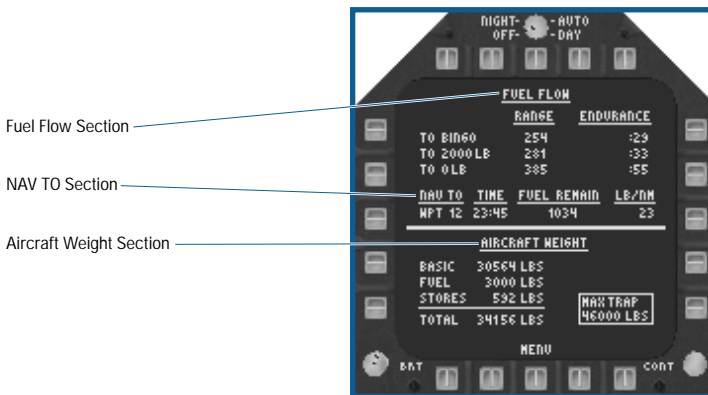 NIGHT- -AUTO
OFF- -DAY
Fuel Flow Section
FUEL FLOW
RANGE ENDURANCE
TO BINGO 254 :29
TO 2000 LB 281 :33
TO 0 LB 385 :55
NAV TO Section
NAV TO TIME FUEL REMAIN LB/NM
WPT 12 23:45 1034 23
Aircraft Weight Section
AIRCRAFT WEIGHT
BASIC 30564 LBS
FUEL 3000 LBS
STORES 592 LBS
TOTAL 34156 LBS
MAX TRAP
46000 LBS
MENU
BRT CONT